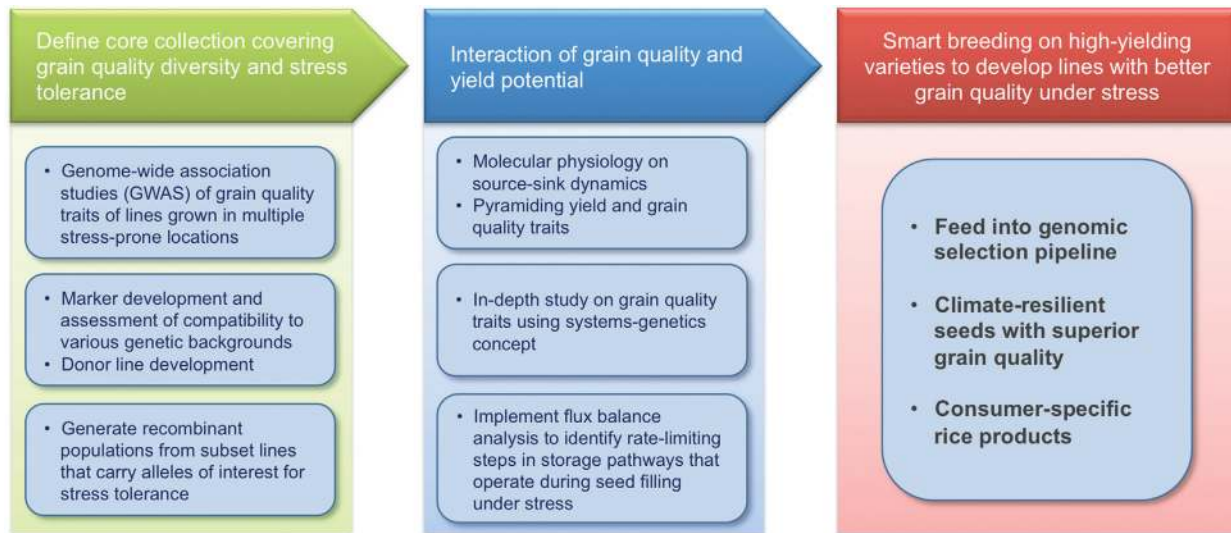 Define core collection covering
grain quality diversity and stress
tolerance
• Genome-wide association
studies (GWAS) of grain quality
traits of lines grown in multiple
stress-prone locations
• Marker development and
assessment of compatibility to
various genetic backgrounds
• Donor line development
• Generate recombinant
populations from subset lines
that carry alleles of interest for
stress tolerance
Interaction of grain quality and
yield potential
• Molecular physiology on
source-sink dynamics
• Pyramiding yield and grain
quality traits
• In-depth study on grain quality
traits using systems-genetics
concept
• Implement flux balance
analysis to identify rate-limiting
steps in storage pathways that
operate during seed filling
under stress
Smart breeding on high-yielding
varieties to develop lines with better
grain quality under stress
• Feed into genomic
selection pipeline
• Climate-resilient
seeds with superior
grain quality
• Consumer-specific
rice products